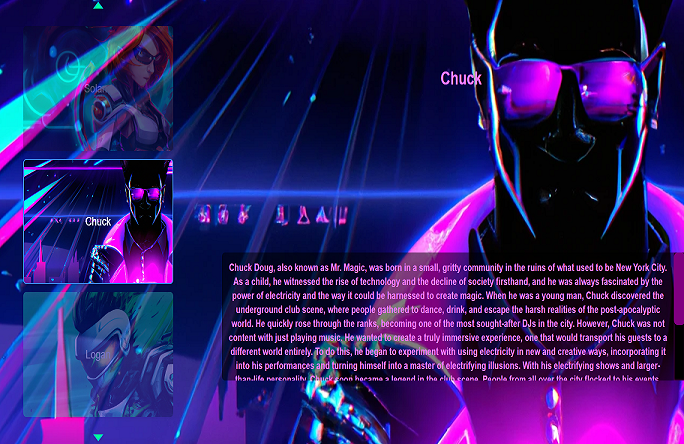 Chuck
Solar
Chuck
Loga
Chuck Doug, also known as Mr. Magic, was born in a small, gritty community in the ruins of what used to be New York City.
As a child, he witnessed the rise of technology and the decline of society firsthand, and he was always fascinated by the
power of electricity and the way it could be harnessed to create magic. When he was a young man, Chuck discovered the
underground club scene, where people gathered to dance, drink, and escape the harsh realities of the post-apocalyptic
world. He quickly rose through the ranks, becoming one of the most sought-after DJs in the city. However, Chuck was not
content with just playing music. He wanted to create a truly immersive experience, one that would transport his guests to a
different world entirely. To do this, he began to experiment with using electricity in new and creative ways, incorporating it
into his performances and turning himself into a master of electrifying illusions. With his electrifying shows and larger-
than-life personality, Chuck soon became a legend in the club scene. People from all over the city flocked to his events,